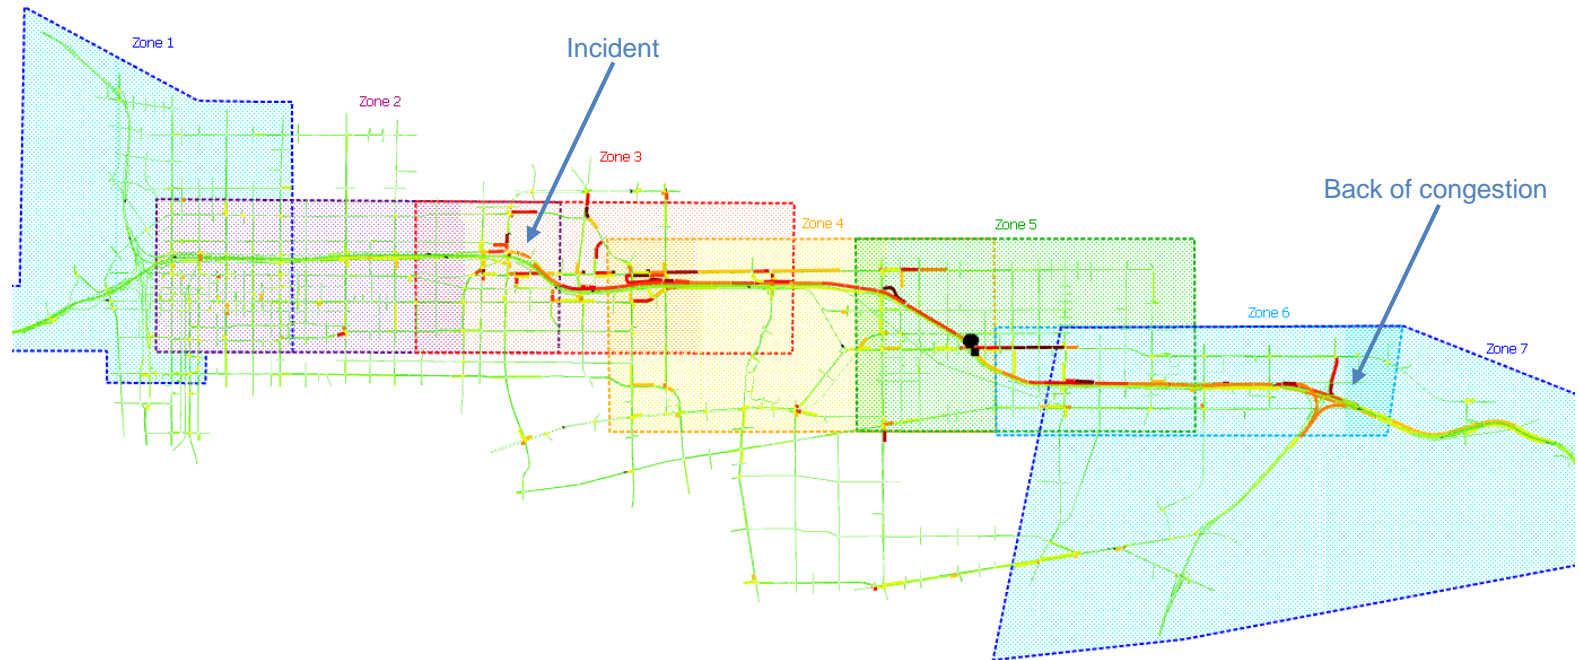 Zone 1
Incident
Zone 2
Zone 3
Back of congestion
Zone 4
Zone 5
Zone 6
Zone 7